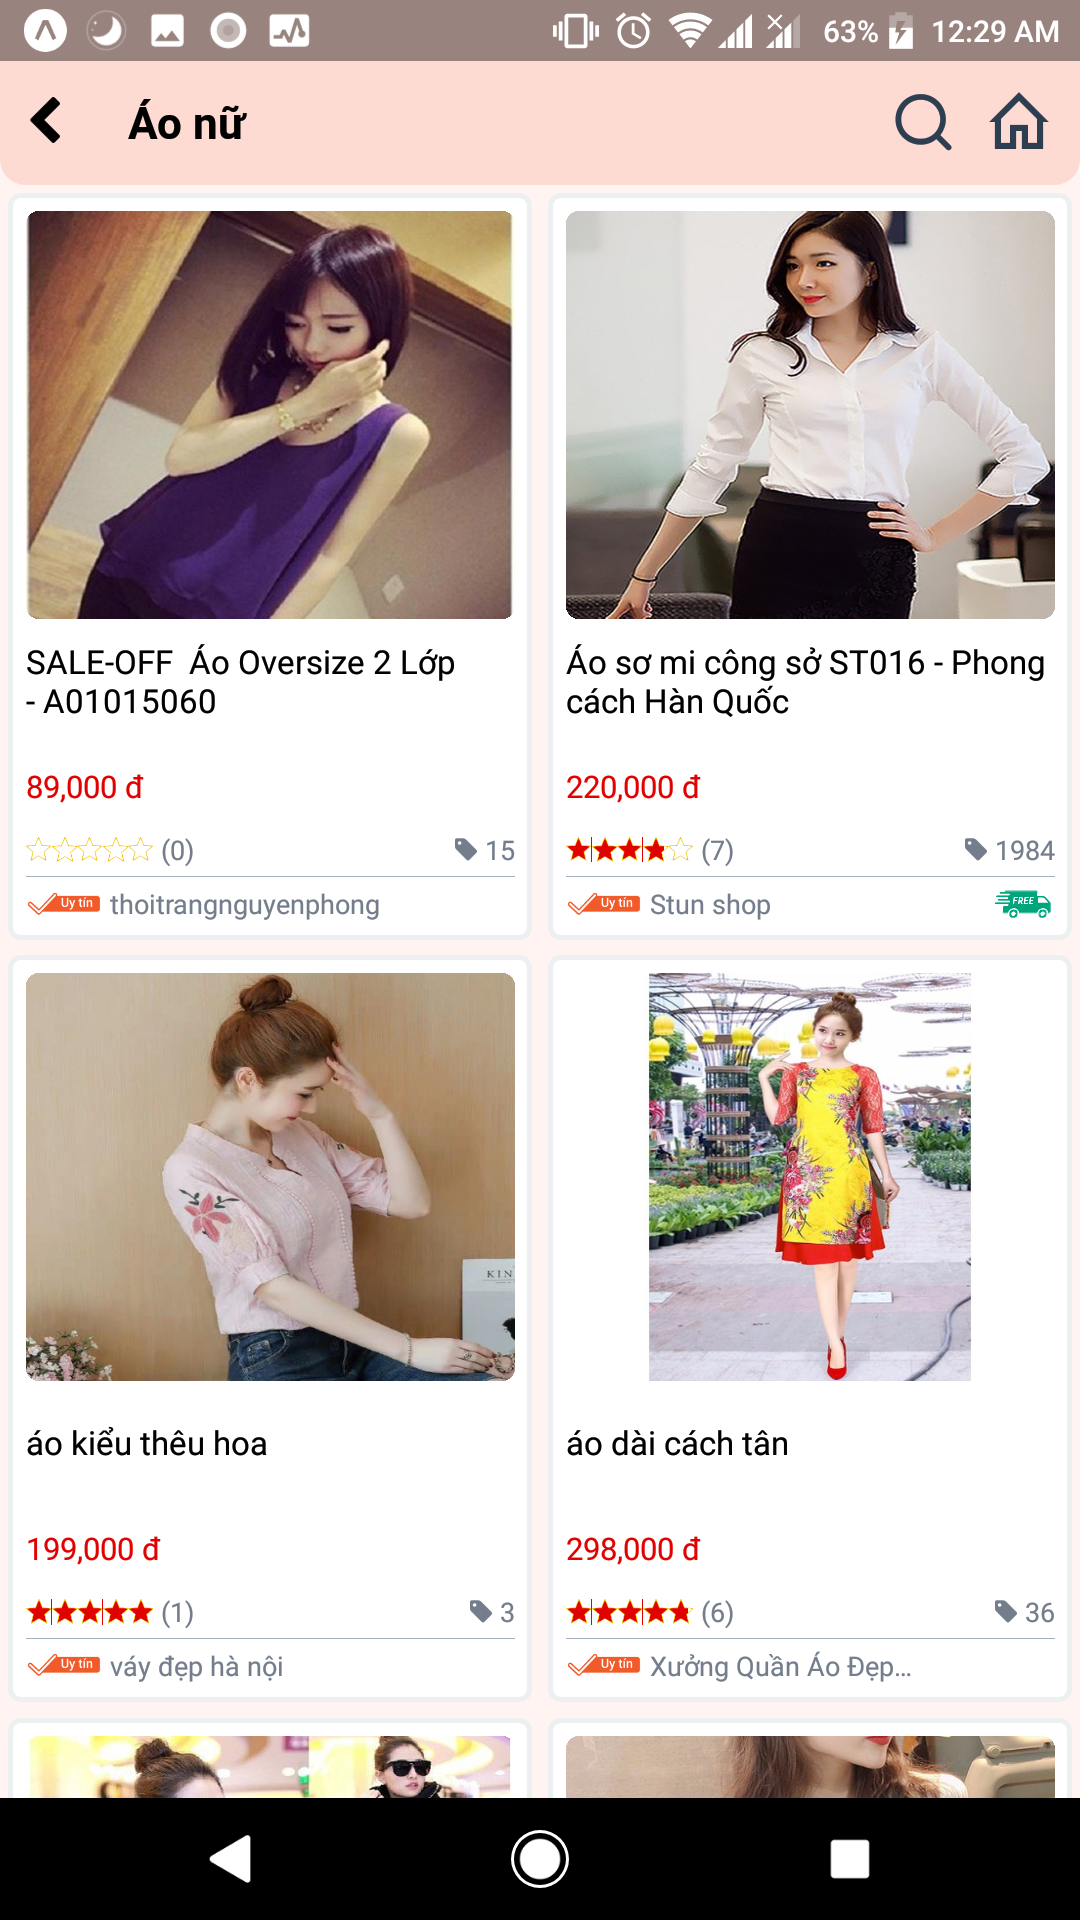 63% 12:29 AM
Áo nữ
SALE-OFF  Áo Oversize 2 Lớp
- A01015060
89,000 đ
(0) 15
Uy tín thoitrangnguyenphong
Áo sơ mi công sở ST016 - Phong
cách Hàn Quốc
220,000 đ
(7) 1984
Uy tín Stun shop FREE
KIN
áo kiểu thêu hoa
199,000 đ
(1) 3
Uy tín váy đẹp hà nội
áo dài cách tân
298,000 đ
(6) 36
Uy tín Xưởng Quần Áo Đẹp...